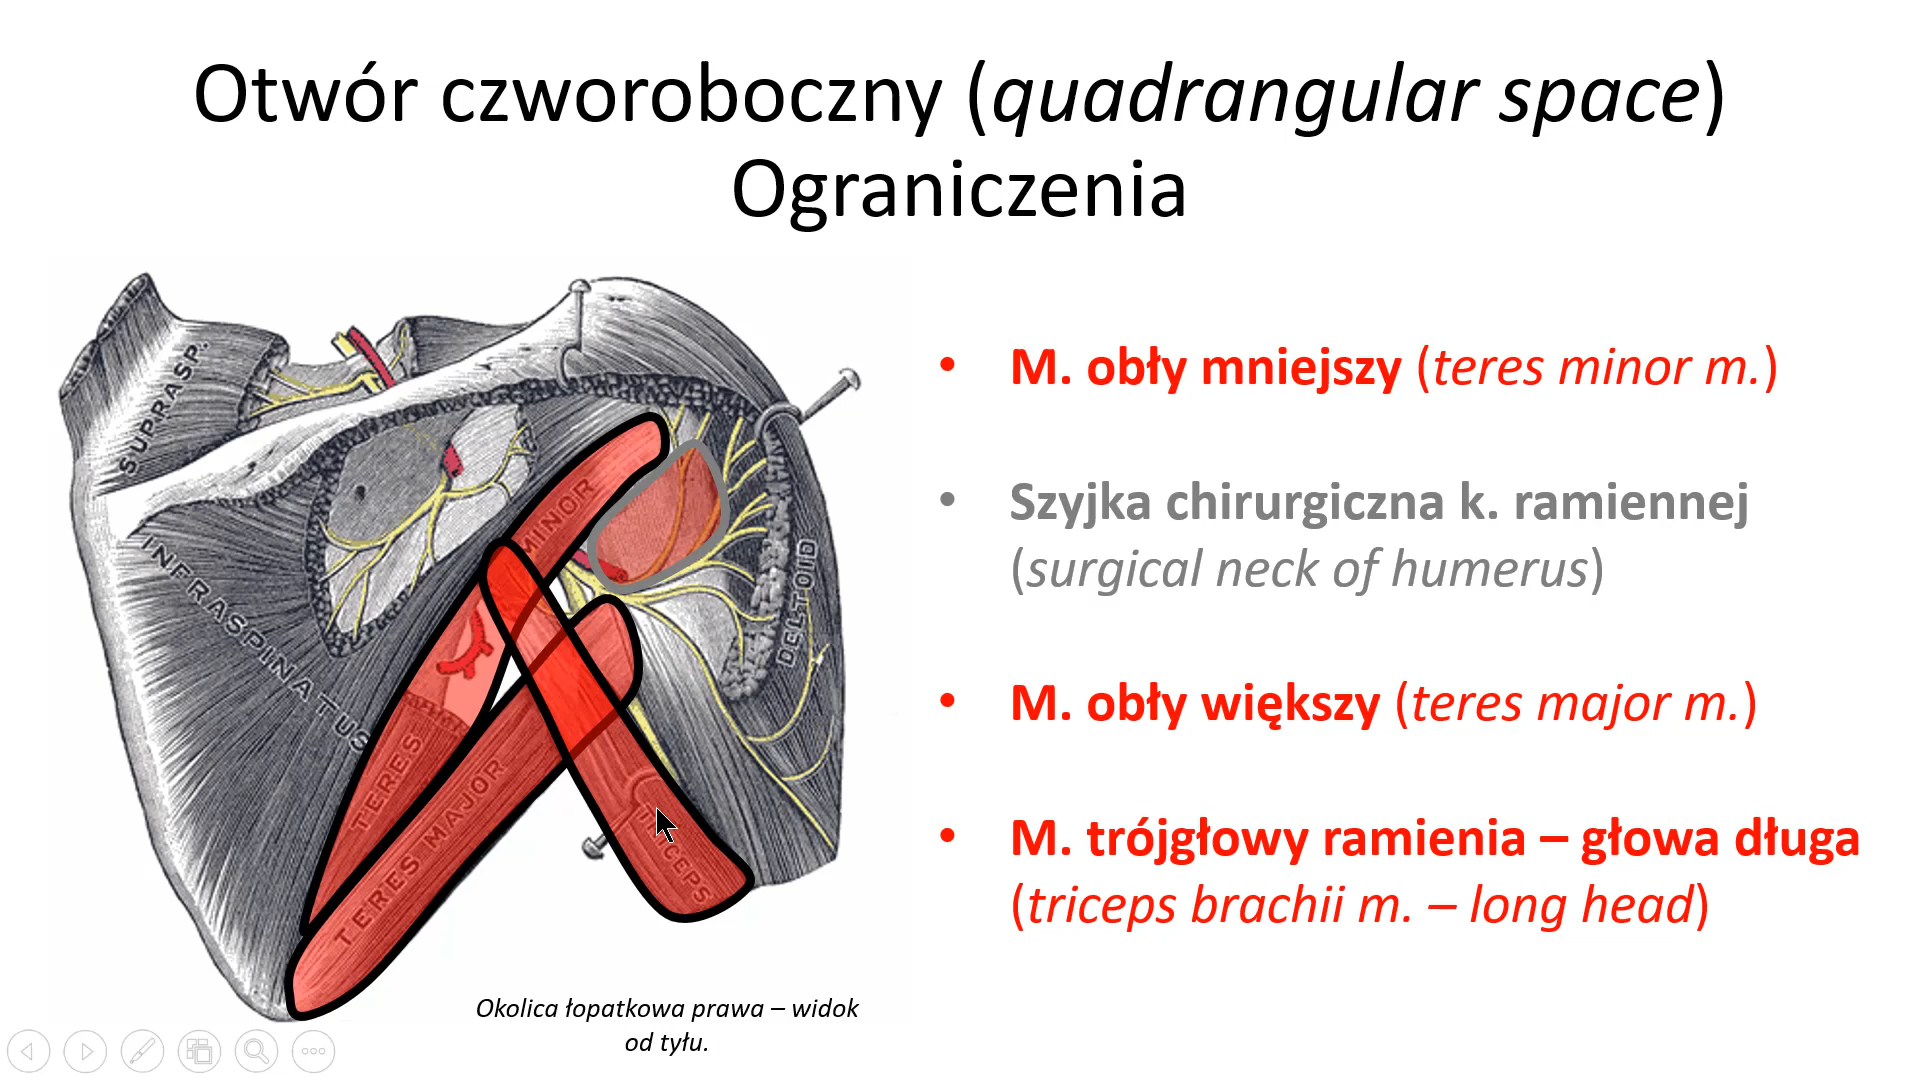 Otwór czworoboczny (quadrangular space)
Ograniczenia
SUPRASP.
INFRASPINATUS
MINOR
DELTOID
TERES
TERES MAJOR
TRICEPS
Okolica łopatkowa prawa – widok
od tyłu.
• M. obły mniejszy (teres minor m.)
• Szyjka chirurgiczna k. ramiennej
(surgical neck of humerus)
• M. obły większy (teres major m.)
• M. trójgłowy ramienia – głowa długa
(triceps brachii m. – long head)